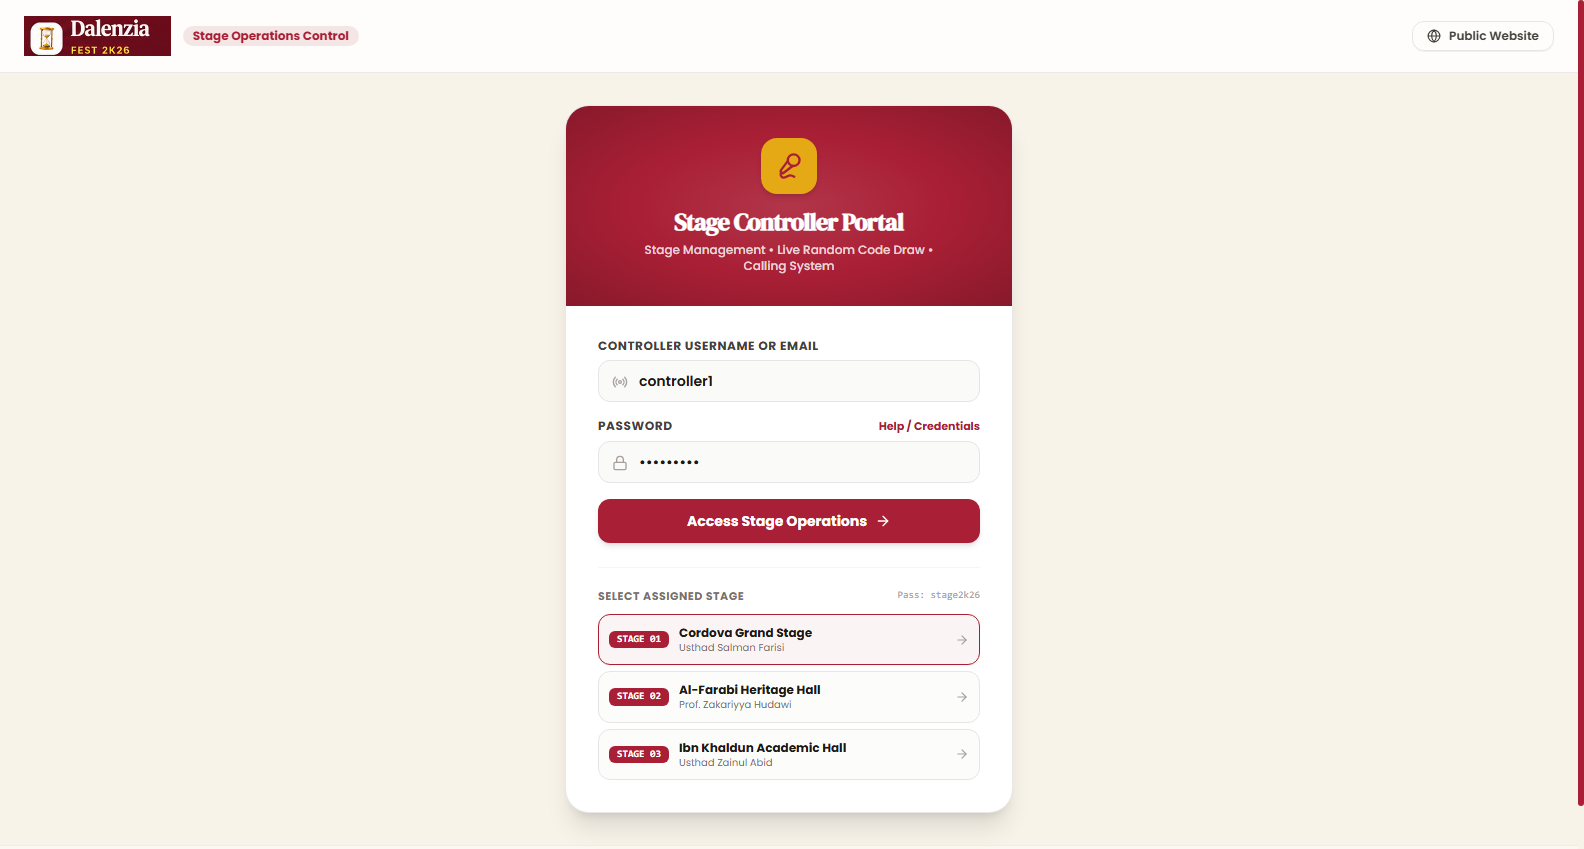 Dalenzia
FEST 2K26
Stage Operations Control
Public Website
Stage Controller Portal
Stage Management • Live Random Code Draw •
Calling System
CONTROLLER USERNAME OR EMAIL
controller1
PASSWORD
Help / Credentials
•••••••••
Access Stage Operations
SELECT ASSIGNED STAGE
Pass: stage2k26
STAGE 01
Cordova Grand Stage
Usthad Salman Farisi
STAGE 02
Al-Farabi Heritage Hall
Prof. Zakariyya Hudawi
STAGE 03
Ibn Khaldun Academic Hall
Usthad Zainul Abid